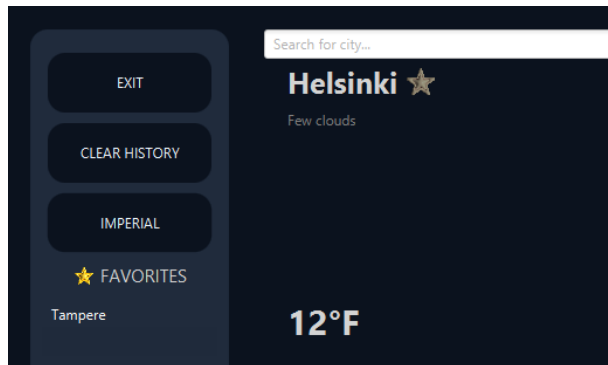 EXIT
CLEAR HISTORY
IMPERIAL
FAVORITES
Tampere
Search for city...
Helsinki
Few clouds
12°F